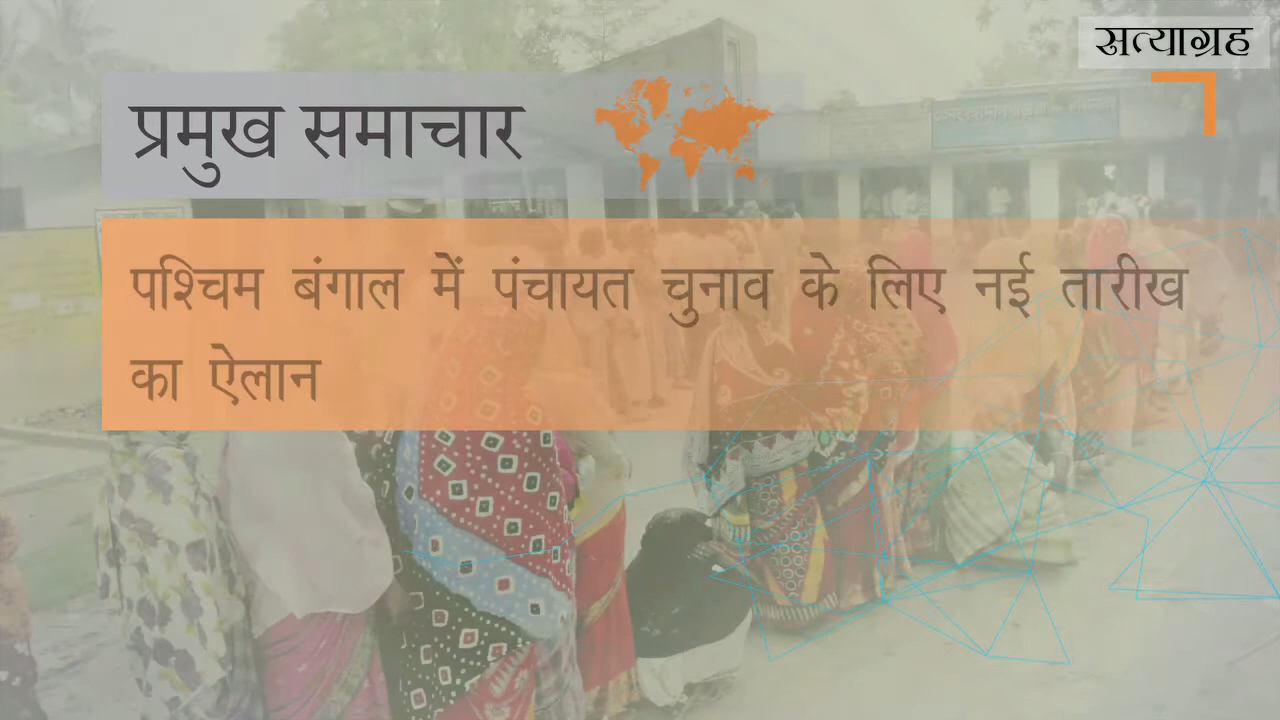 सत्याग्रह
प्रमुख समाचार
पश्चिम बंगाल में पंचायत चुनाव के लिए नई तारीख
का ऐलान